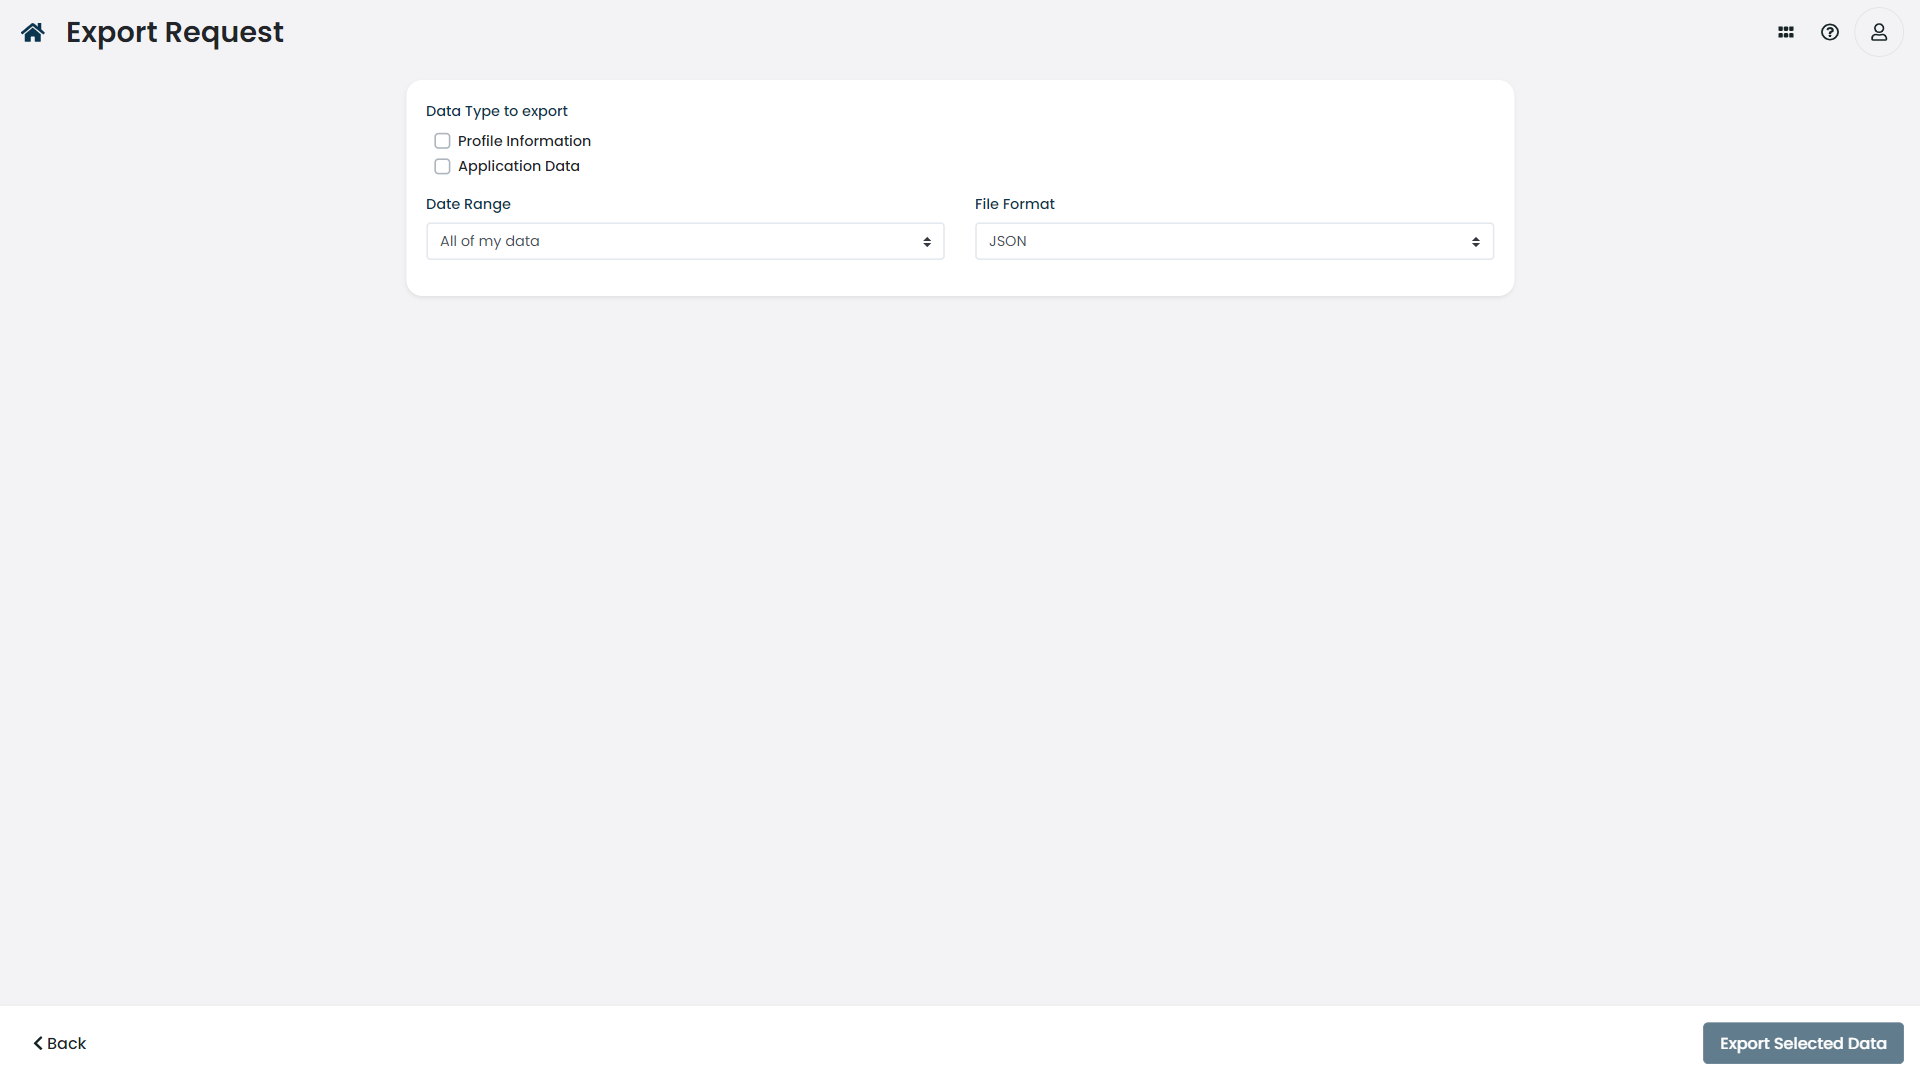 Export Request
Data Type to export
Profile Information
Application Data
Date Range
File Format
All of my data
JSON
Back
Export Selected Data